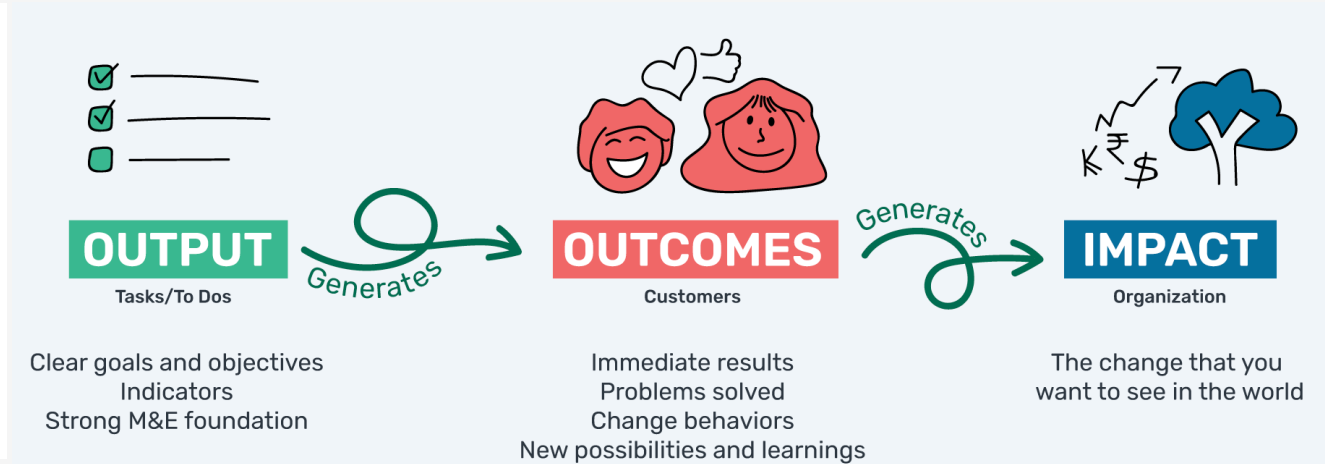 K ₹ $
OUTPUT
Tasks/To Dos
Generates
OUTCOMES
Customers
Generates
IMPACT
Organization
Clear goals and objectives
Indicators
Strong M&E foundation
Immediate results
Problems solved
Change behaviors
New possibilities and learnings
The change that you
want to see in the world